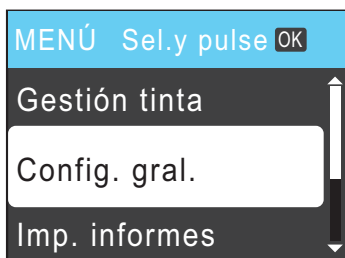 MENÚ Sel.y pulse OK
Gestión tinta
Config. gral.
Imp. informes